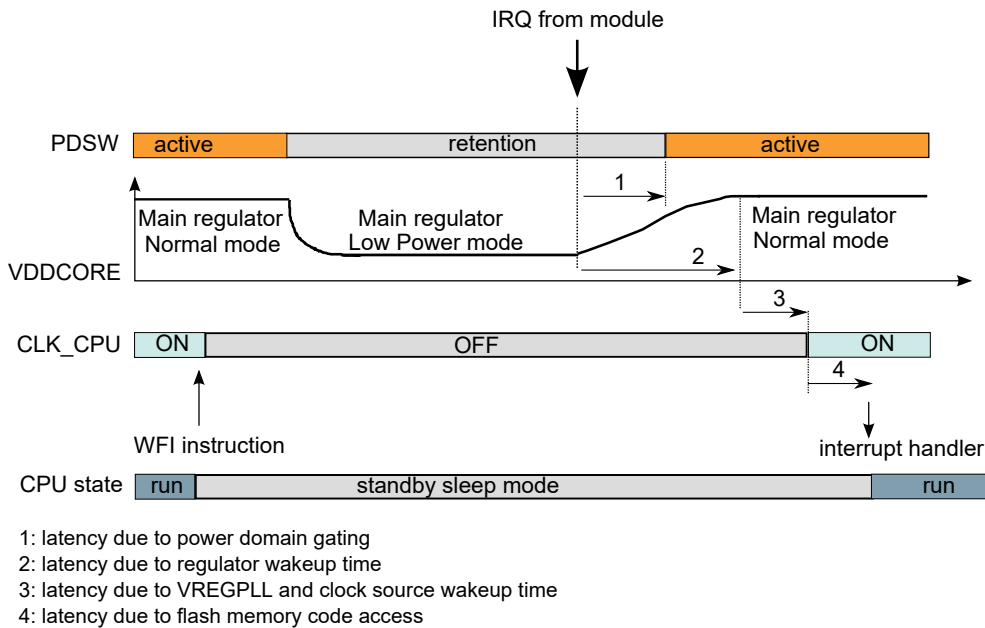 IRQ from module
PDSW
active
retention
active
1
Main regulator
Normal mode
Main regulator
Low Power mode
Main regulator
Normal mode
2
VDDCORE
3
CLK_CPU
ON
OFF
ON
4
WFI instruction
interrupt handler
CPU state
run
standby sleep mode
run
1: latency due to power domain gating
2: latency due to regulator wakeup time
3: latency due to VREGPLL and clock source wakeup time
4: latency due to flash memory code access